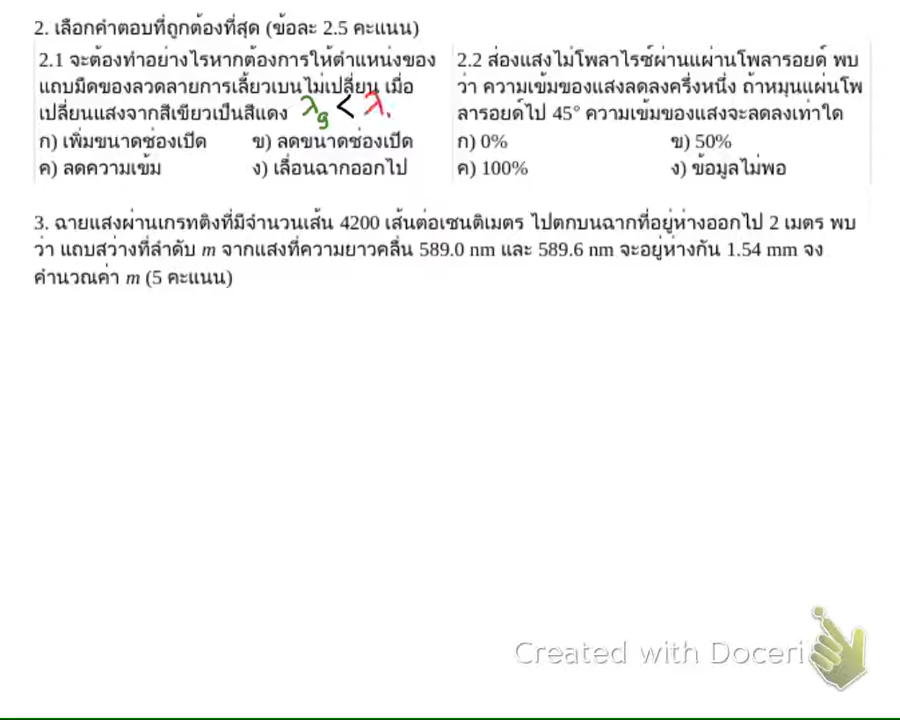 2. เลือกคำตอบที่ถูกต้องที่สุด (ข้อละ 2.5 คะแนน)
2.1 จะต้องทำอย่างไรหากต้องการให้ตำแหน่งของ
แถบมืดของลวดลายการเลี้ยวเบนไม่เปลี่ยน เมื่อ
เปลี่ยนแสงจากสีเขียวเป็นสีแดง λg < λ.
ก) เพิ่มขนาดช่องเปิด ข) ลดขนาดช่องเปิด
ค) ลดความเข้ม ง) เลื่อนฉากออกไป
2.2 ส่องแสงไม่โพลาไรซ์ผ่านแผ่นโพลารอยด์ พบ
ว่า ความเข้มของแสงลดลงครึ่งหนึ่ง ถ้าหมุนแผ่นโพ
ลารอยด์ไป 45° ความเข้มของแสงจะลดลงเท่าใด
ก) 0% ข) 50%
ค) 100% ง) ข้อมูลไม่พอ
3. ฉายแสงผ่านเกรทติงที่มีจำนวนเส้น 4200 เส้นต่อเซนติเมตร ไปตกบนฉากที่อยู่ห่างออกไป 2 เมตร พบ
ว่า แถบสว่างที่ลำดับ m จากแสงที่ความยาวคลื่น 589.0 nm และ 589.6 nm จะอยู่ห่างกัน 1.54 mm จง
คำนวณค่า m (5 คะแนน)
Created with Doceri